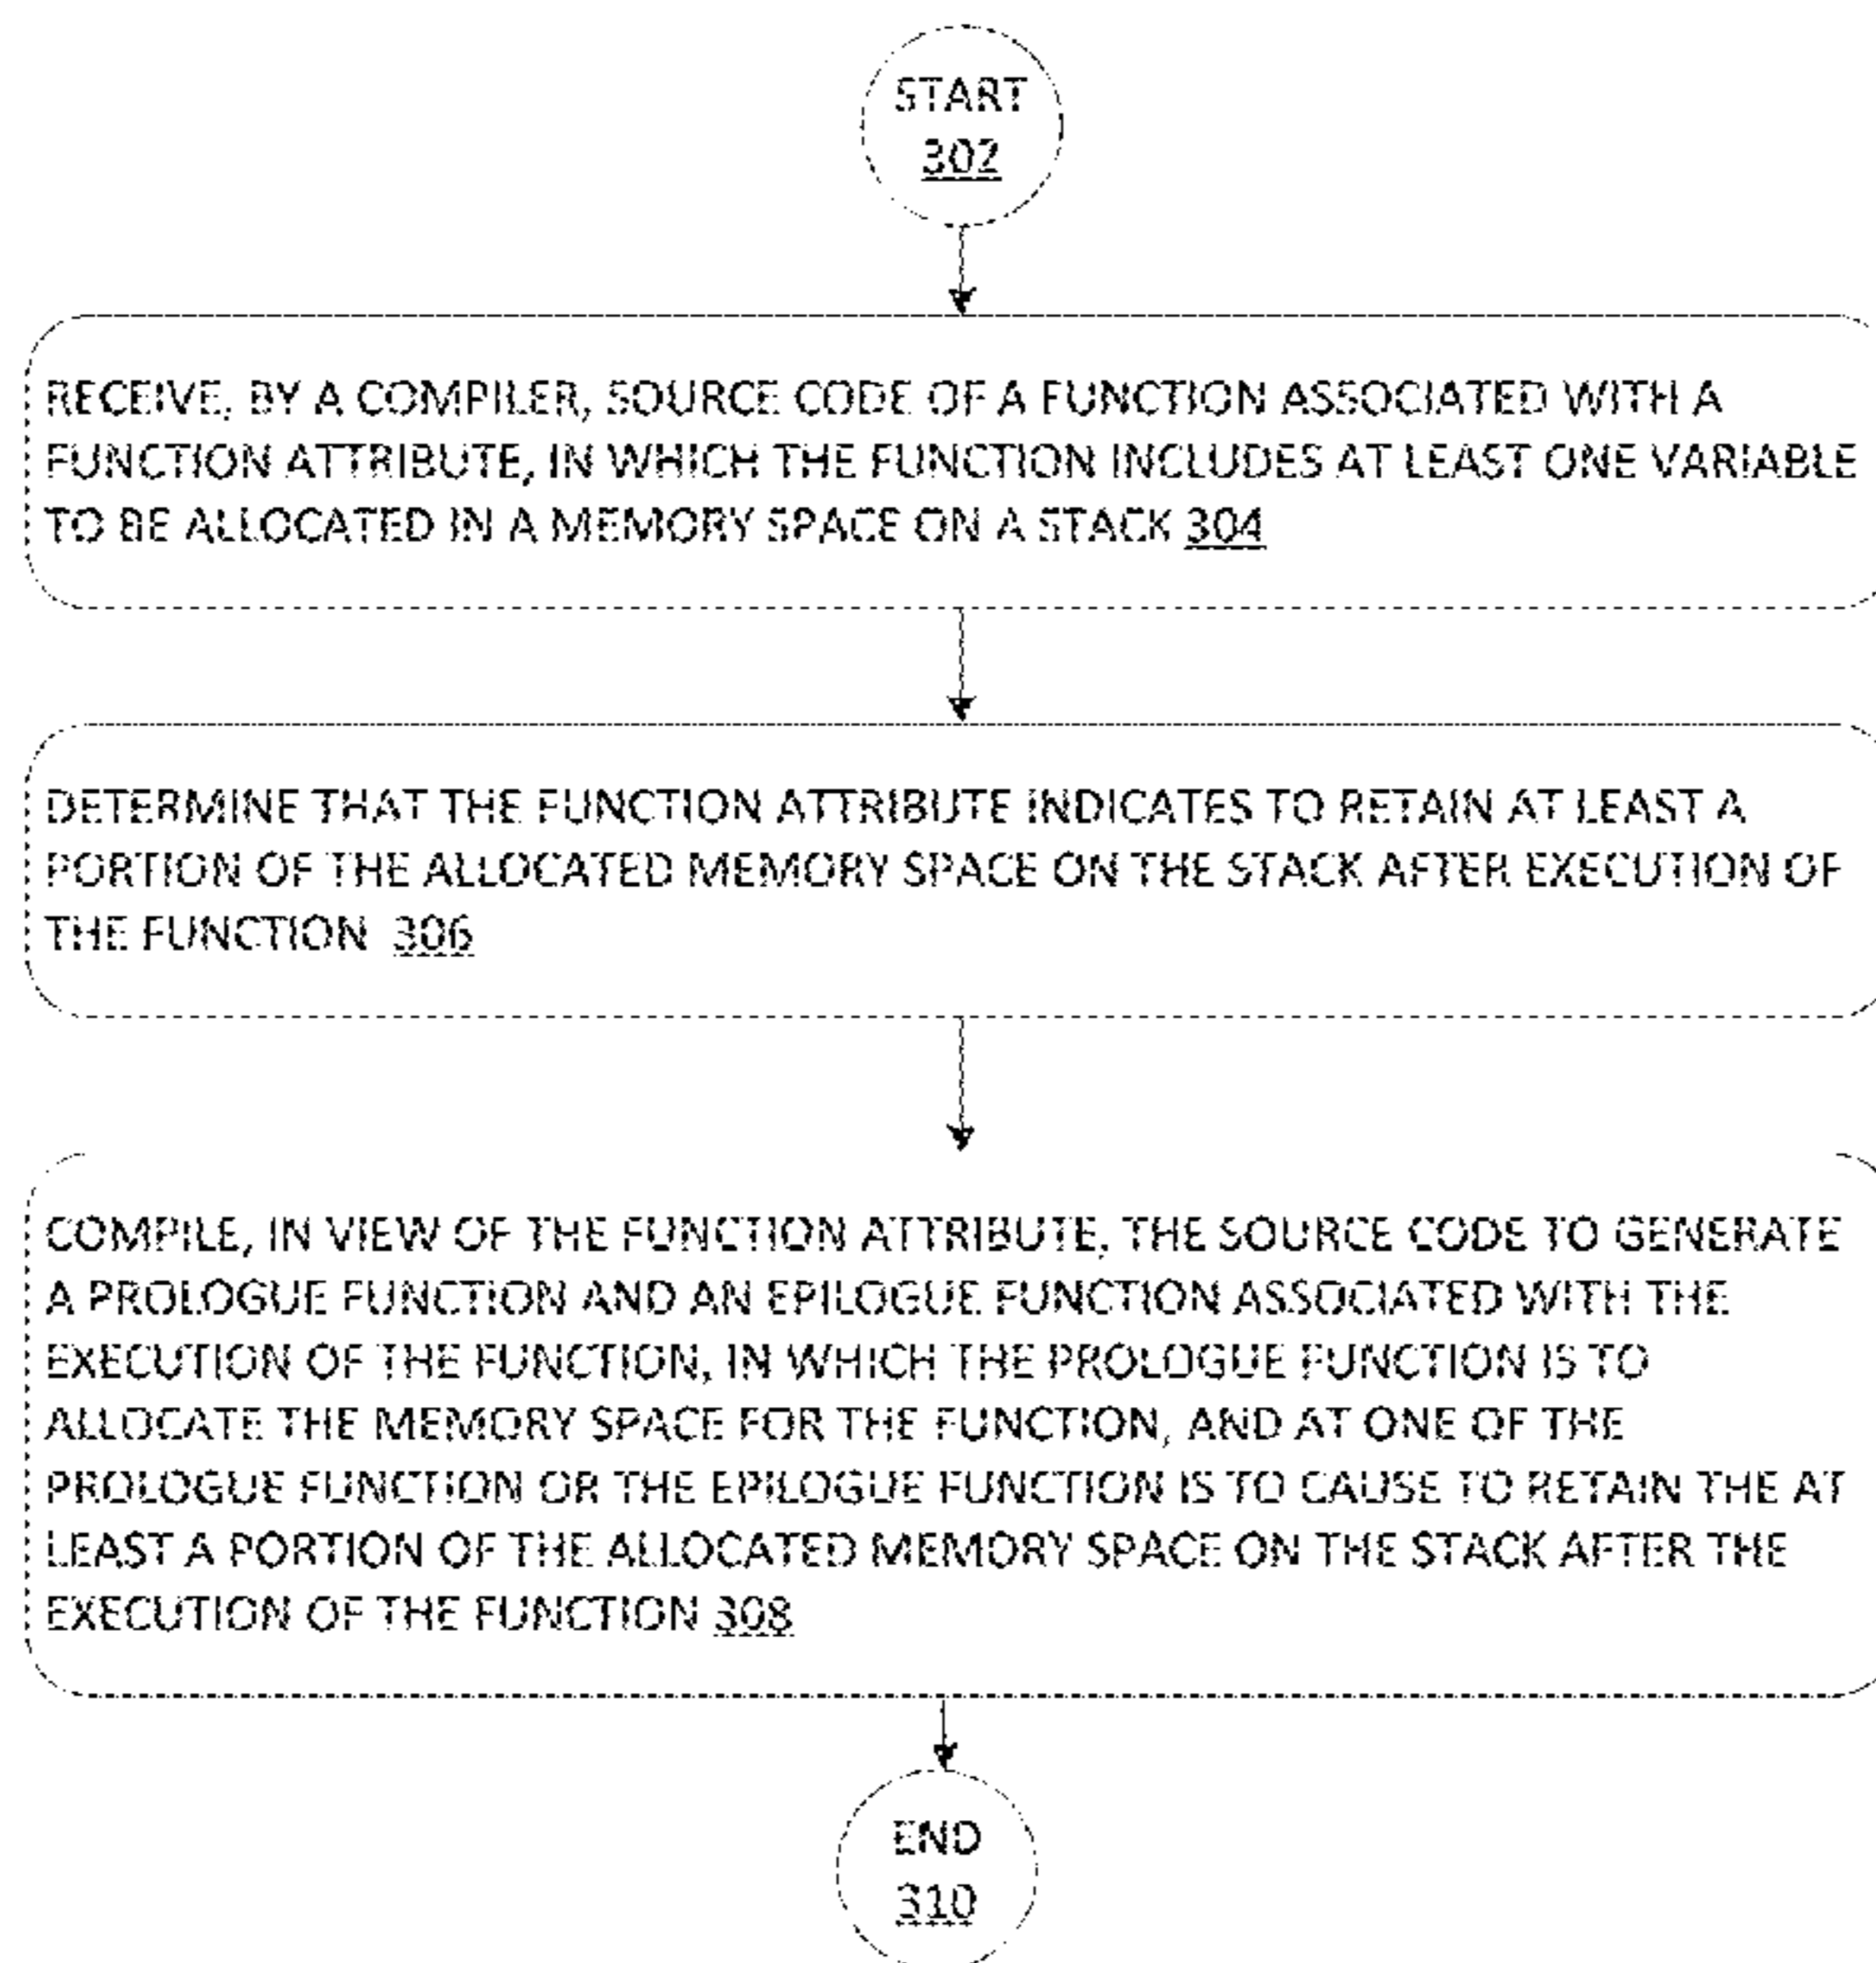 START
302
RECEIVE, BY A COMPILER, SOURCE CODE OF A FUNCTION ASSOCIATED WITH A
FUNCTION ATTRIBUTE, IN WHICH THE FUNCTION INCLUDES AT LEAST ONE VARIABLE
TO BE ALLOCATED IN A MEMORY SPACE ON A STACK 304
DETERMINE THAT THE FUNCTION ATTRIBUTE INDICATES TO RETAIN AT LEAST A
PORTION OF THE ALLOCATED MEMORY SPACE ON THE STACK AFTER EXECUTION OF
THE FUNCTION 306
COMPILE, IN VIEW OF THE FUNCTION ATTRIBUTE, THE SOURCE CODE TO GENERATE
A PROLOGUE FUNCTION AND AN EPILOGUE FUNCTION ASSOCIATED WITH THE
EXECUTION OF THE FUNCTION, IN WHICH THE PROLOGUE FUNCTION IS TO
ALLOCATE THE MEMORY SPACE FOR THE FUNCTION, AND AT ONE OF THE
PROLOGUE FUNCTION OR THE EPILOGUE FUNCTION IS TO CAUSE TO RETAIN THE AT
LEAST A PORTION OF THE ALLOCATED MEMORY SPACE ON THE STACK AFTER THE
EXECUTION OF THE FUNCTION 308
END
310